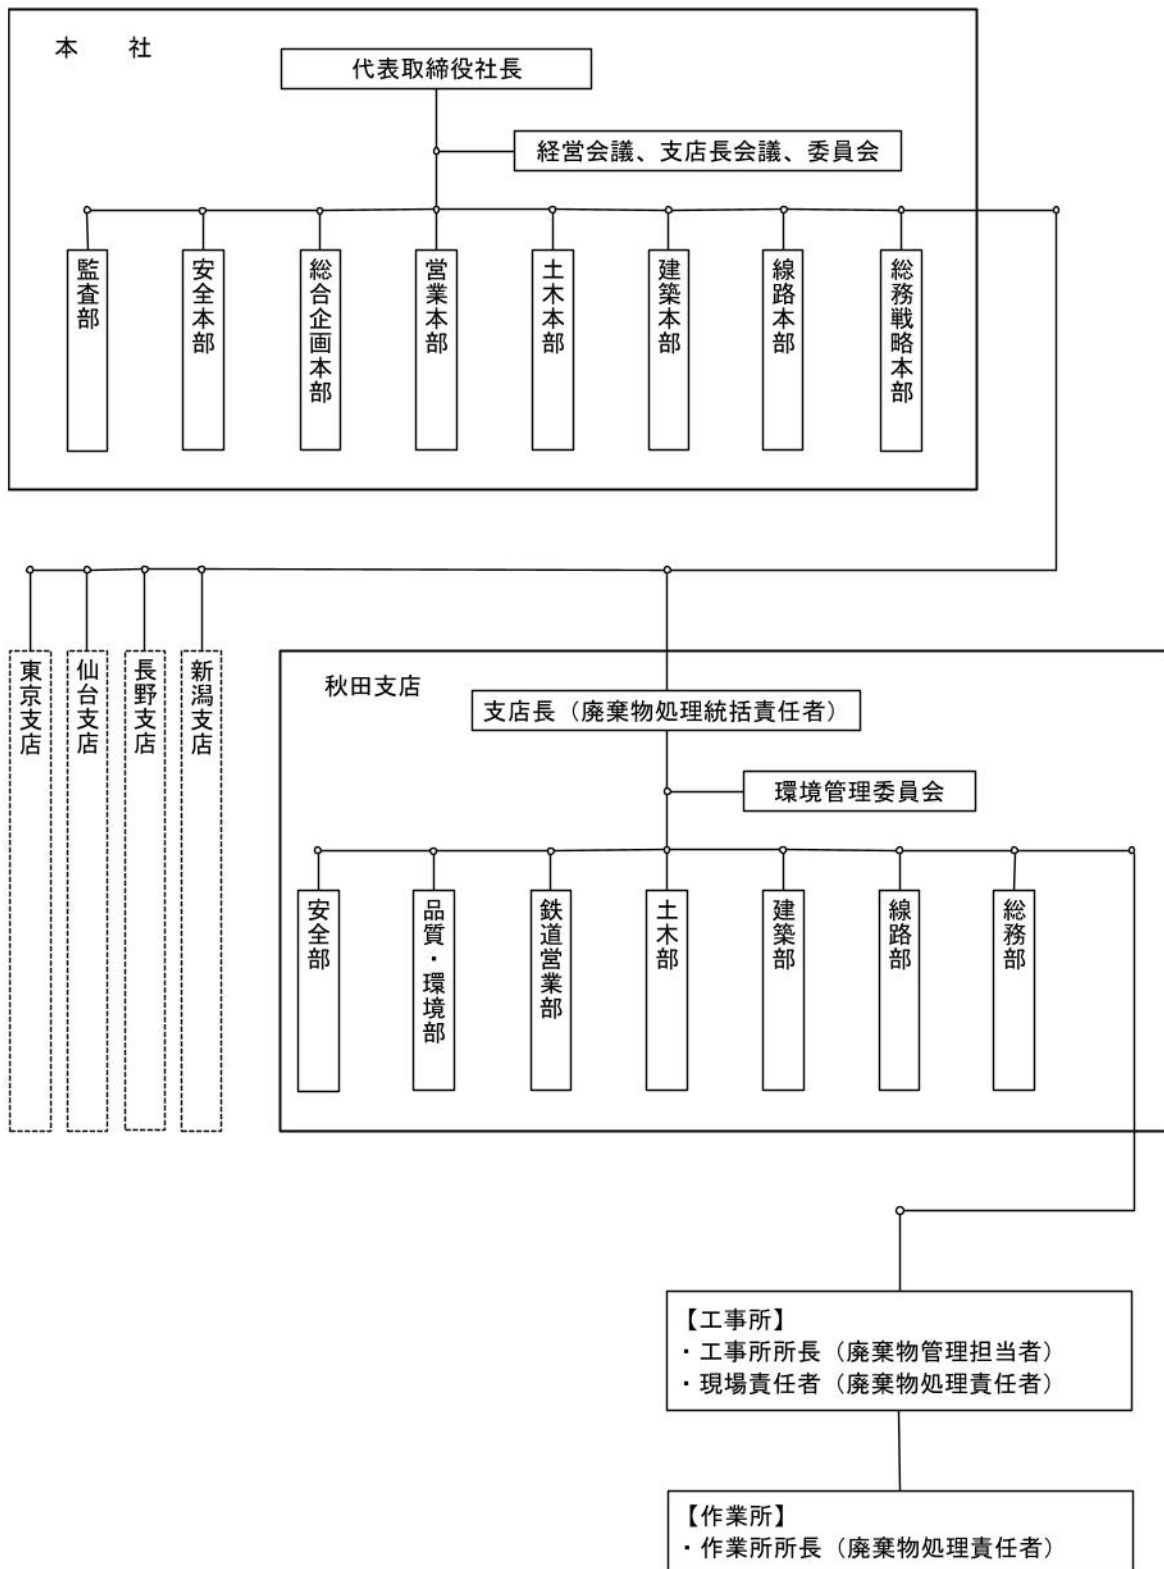 本　　社
代表取締役社長
経営会議、支店長会議、委員会
監査部
安全本部
総合企画本部
営業本部
土木本部
建築本部
線路本部
総務戦略本部
東京支店
仙台支店
長野支店
新潟支店
秋田支店
支店長（廃棄物処理統括責任者）
環境管理委員会
安全部
品質・環境部
鉄道営業部
土木部
建築部
線路部
総務部
【工事所】
・工事所所長（廃棄物管理担当者）
・現場責任者（廃棄物処理責任者）
【作業所】
・作業所所長（廃棄物処理責任者）